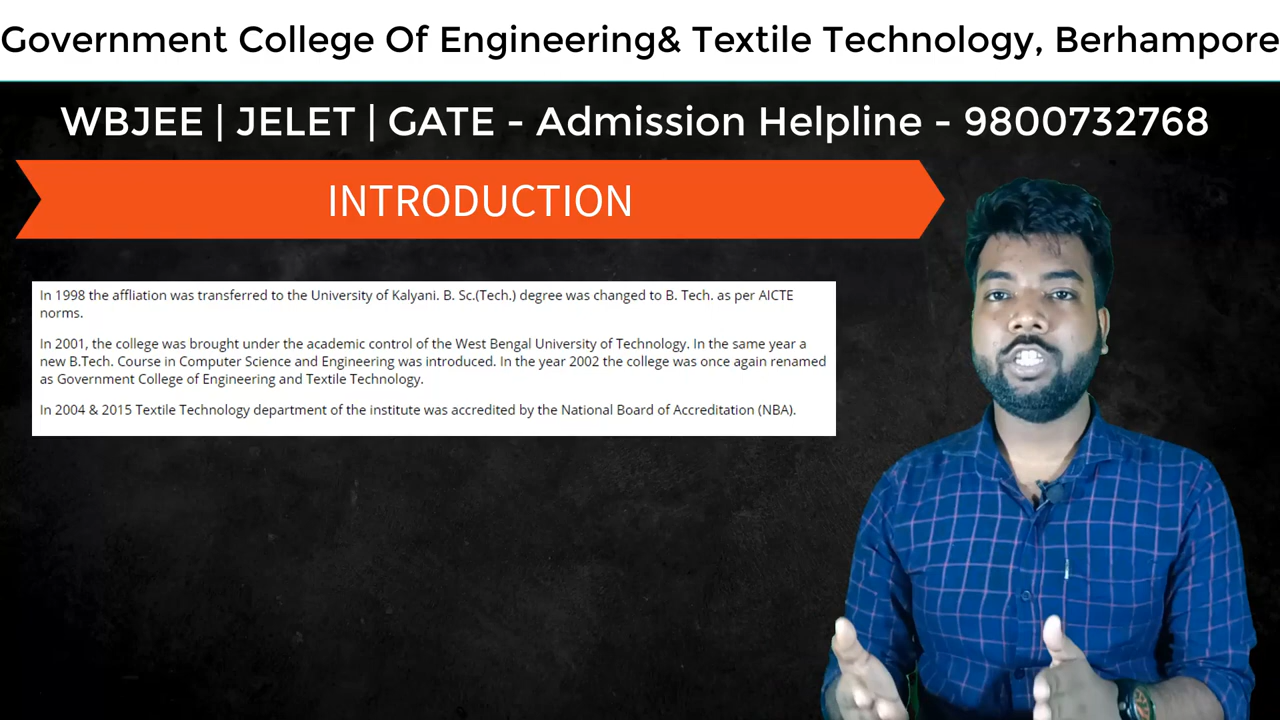 Government College Of Engineering& Textile Technology, Berhampore
WBJEE | JELET | GATE - Admission Helpline - 9800732768
INTRODUCTION
In 1998 the affliation was transferred to the University of Kalyani. B. Sc.(Tech.) degree was changed to B. Tech. as per AICTE
norms.
In 2001, the college was brought under the academic control of the West Bengal University of Technology. In the same year a
new B.Tech. Course in Computer Science and Engineering was introduced. In the year 2002 the college was once again renamed
as Government College of Engineering and Textile Technology.
In 2004 & 2015 Textile Technology department of the institute was accredited by the National Board of Accreditation (NBA).